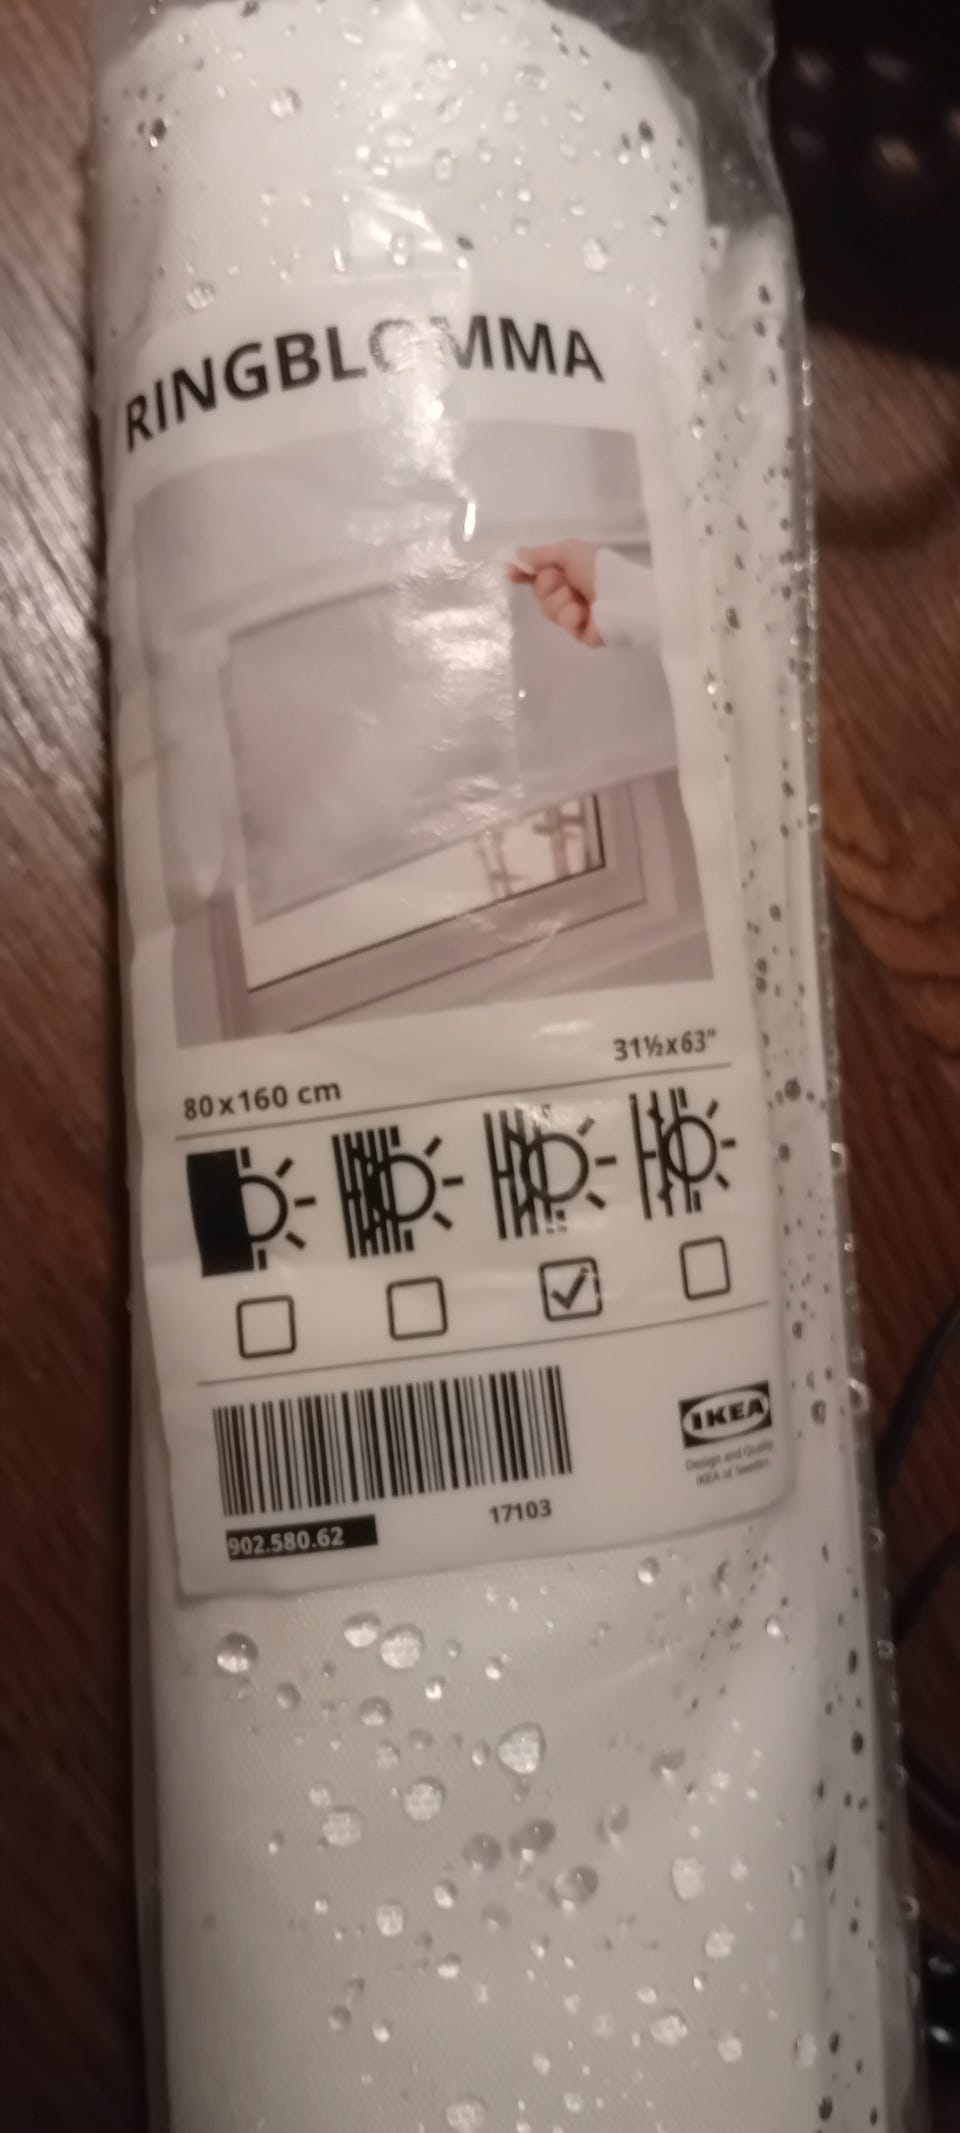 RINGBLOMMA
80x160 cm
31½x63"
902.580.62
17103
IKEA
Design and Quality
IKEA of Sweden